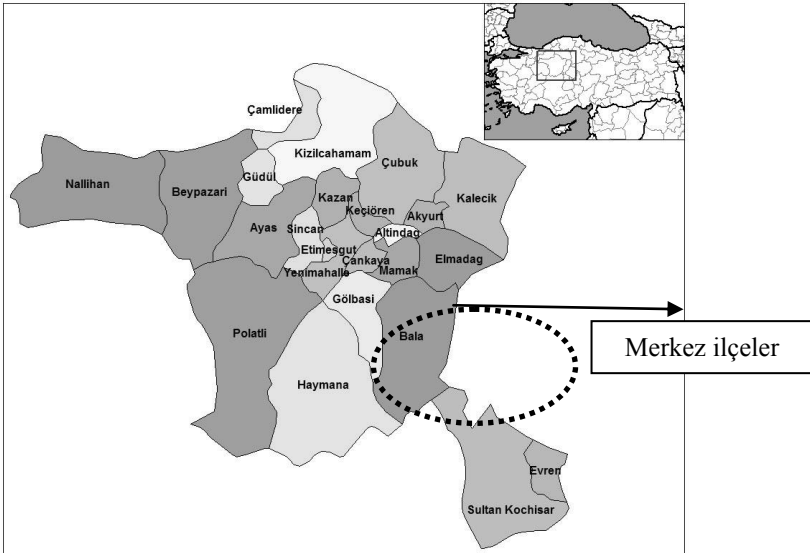 Çamlidere
Kizilcahamam
Çubuk
Nallihan
Beypazari
Güdül
Kalecik
Kazan
Keçiören
Akyurt
Ayas
Sincan
Altindag
Etimesgut
Çankaya
Elmadag
Yenimahalle
Mamak
Gölbasi
Polatli
Bala
Merkez ilçeler
Haymana
Evren
Sultan Kochisar